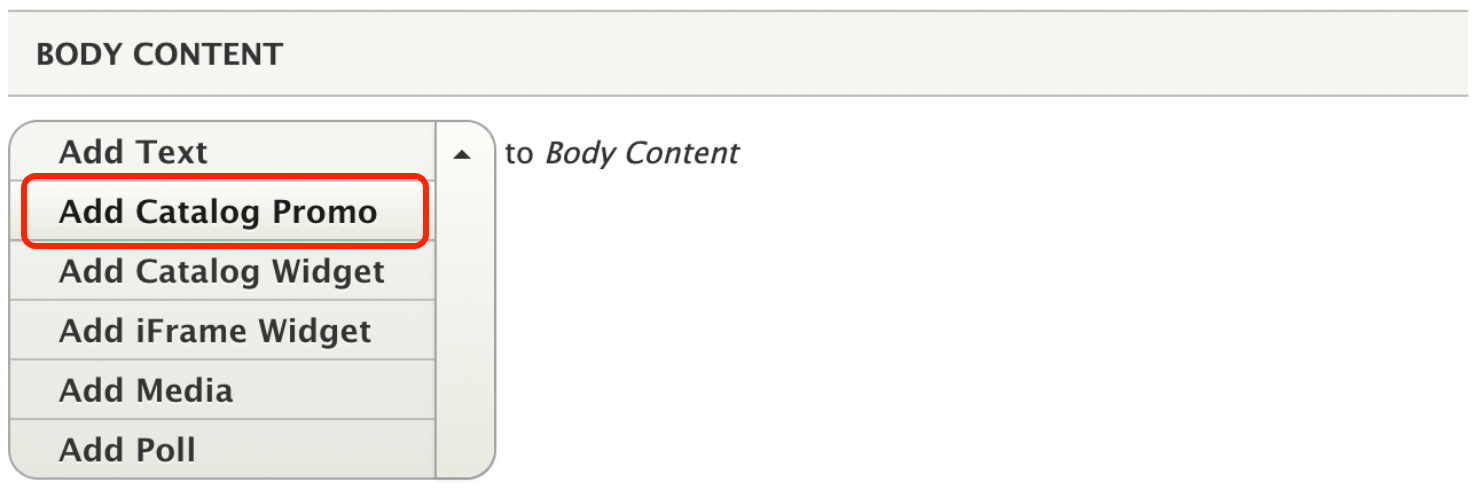 BODY CONTENT
Add Text to Body Content
Add Catalog Promo
Add Catalog Widget
Add iFrame Widget
Add Media
Add Poll